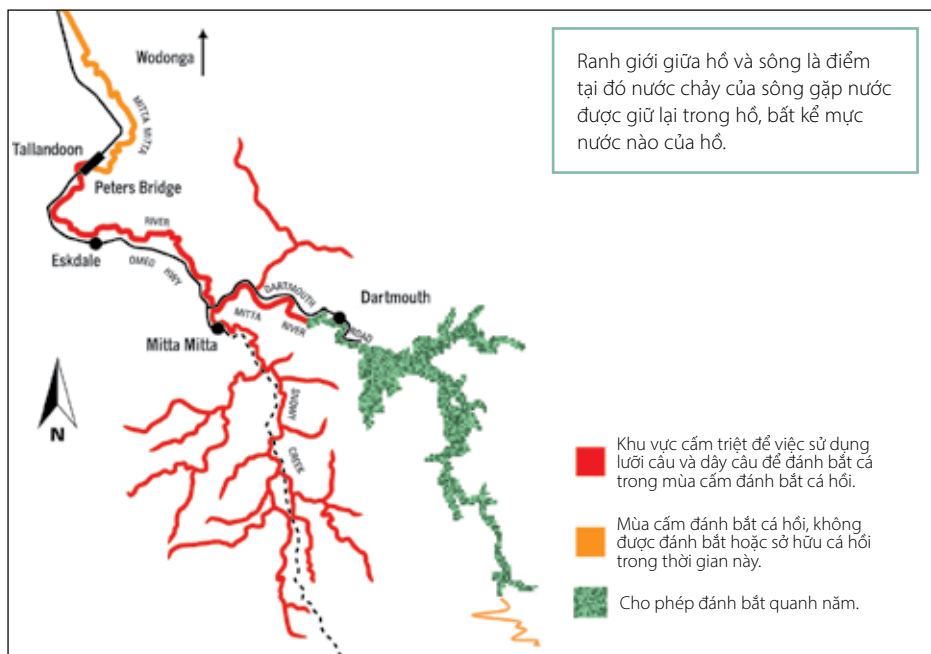 Wodonga
MITTA MITTA
Tallandoon
Peters Bridge
RIVER
Eskdale
OMEO HWY
DARTMOUTH
ROAD
Dartmouth
MITTA RIVER
Mitta Mitta
SNOWY
CREEK
N
Ranh giới giữa hồ và sông là điểm
tại đó nước chảy của sông gặp nước
được giữ lại trong hồ, bất kể mực
nước nào của hồ.
Khu vực cấm triệt để việc sử dụng
lưỡi câu và dây câu để đánh bắt cá
trong mùa cấm đánh bắt cá hồi.
Mùa cấm đánh bắt cá hồi, không
được đánh bắt hoặc sở hữu cá hồi
trong thời gian này.
Cho phép đánh bắt quanh năm.